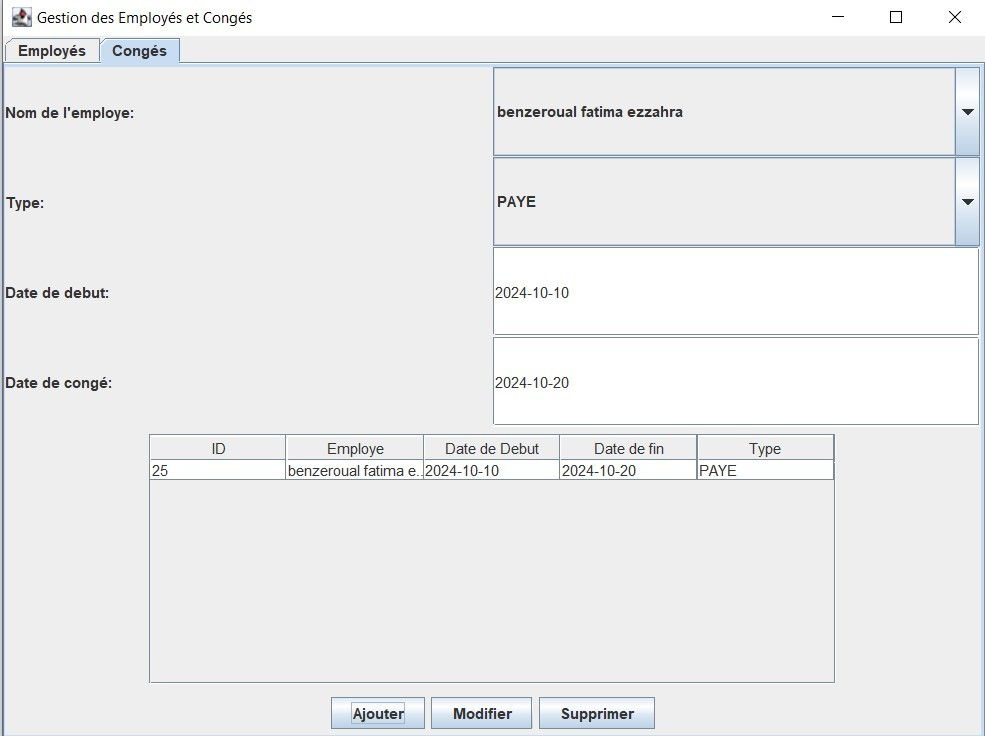 Gestion des Employés et Congés
Employés Congés
Nom de l'employe: benzeroual fatima ezzahra
Type: PAYE
Date de debut: 2024-10-10
Date de congé: 2024-10-20
ID Employe Date de Debut Date de fin Type
25 benzeroual fatima e... 2024-10-10 2024-10-20 PAYE
Ajouter Modifier Supprimer